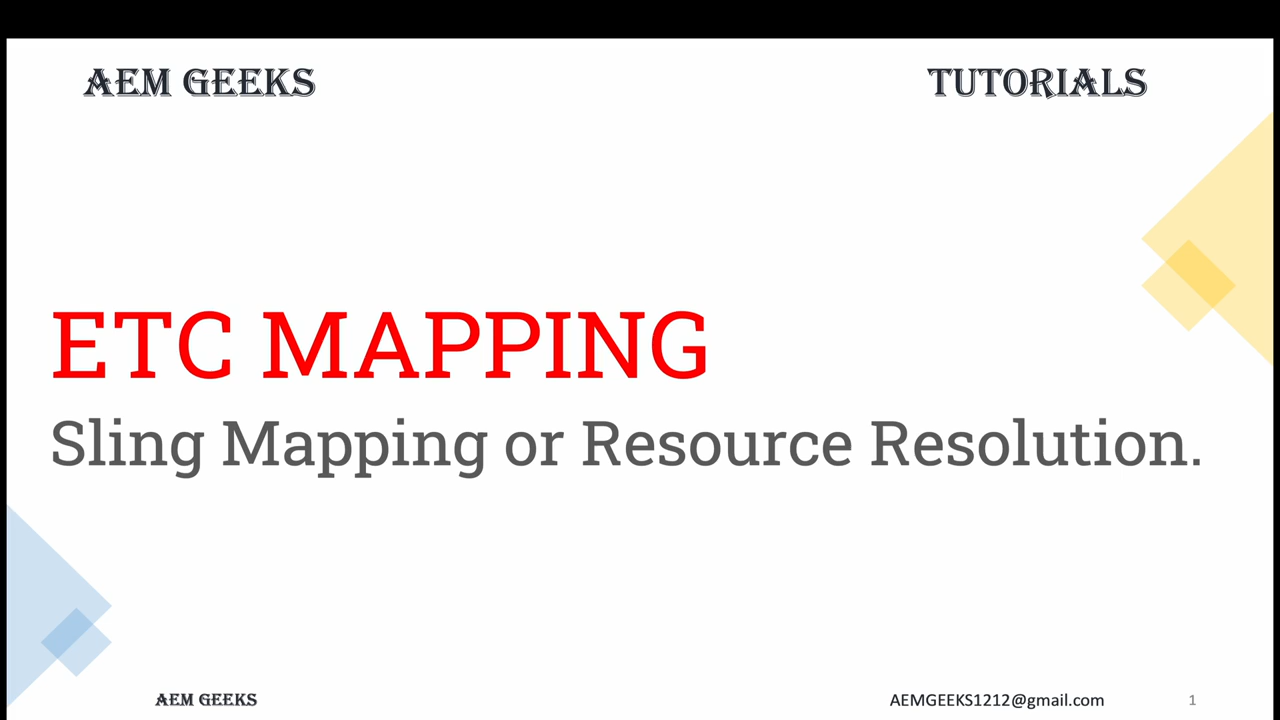 AEM GEEKS
TUTORIALS
ETC MAPPING
Sling Mapping or Resource Resolution.
AEM GEEKS
AEMGEEKS1212@gmail.com
1